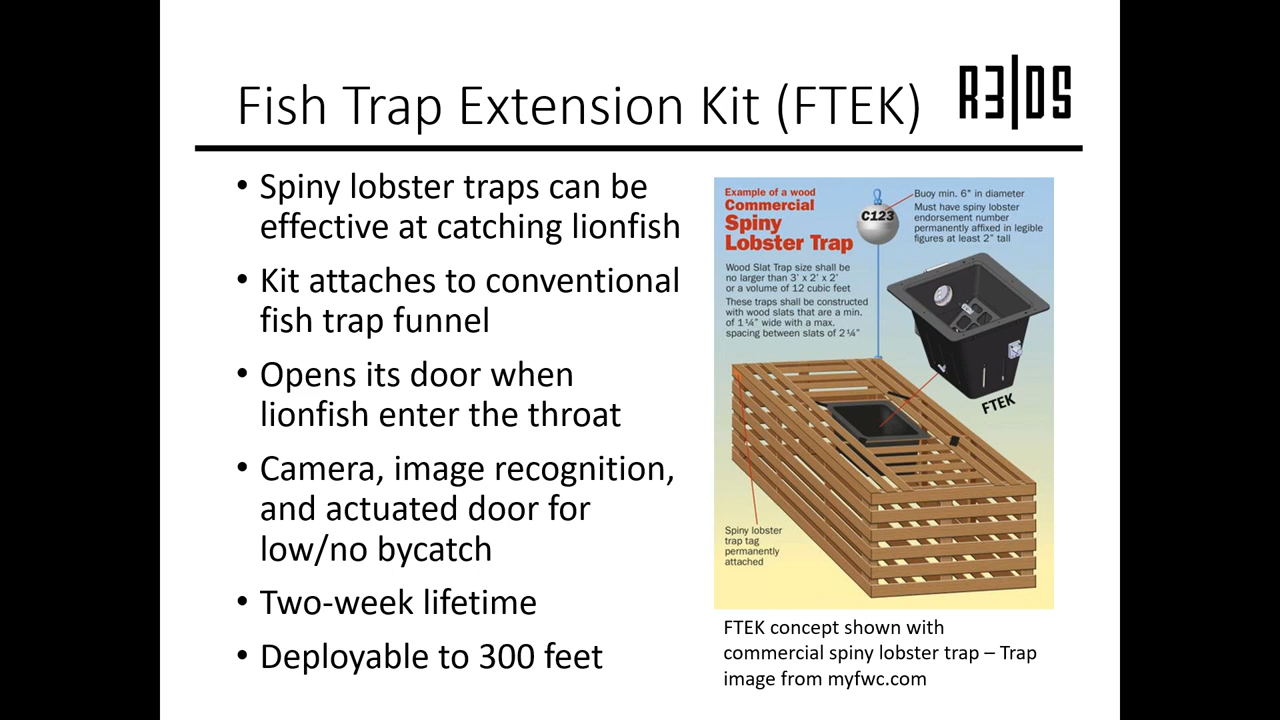 Fish Trap Extension Kit (FTEK)
R3|DS
• Spiny lobster traps can be
effective at catching lionfish
• Kit attaches to conventional
fish trap funnel
• Opens its door when
lionfish enter the throat
• Camera, image recognition,
and actuated door for
low/no bycatch
• Two-week lifetime
• Deployable to 300 feet
Example of a wood
Commercial
Spiny
Lobster Trap
Wood Slat Trap size shall be
no larger than 3' x 2' x 2'
or a volume of 12 cubic feet
These traps shall be constructed
with wood slats that are a min.
of 1 ¼" wide with a max.
spacing between slats of 2 ¼"
C123
Buoy min. 6" in diameter
Must have spiny lobster
endorsement number
permanently affixed in legible
figures at least 2" tall
FTEK
Spiny lobster
trap tag
permanently
attached
FTEK concept shown with
commercial spiny lobster trap – Trap
image from myfwc.com